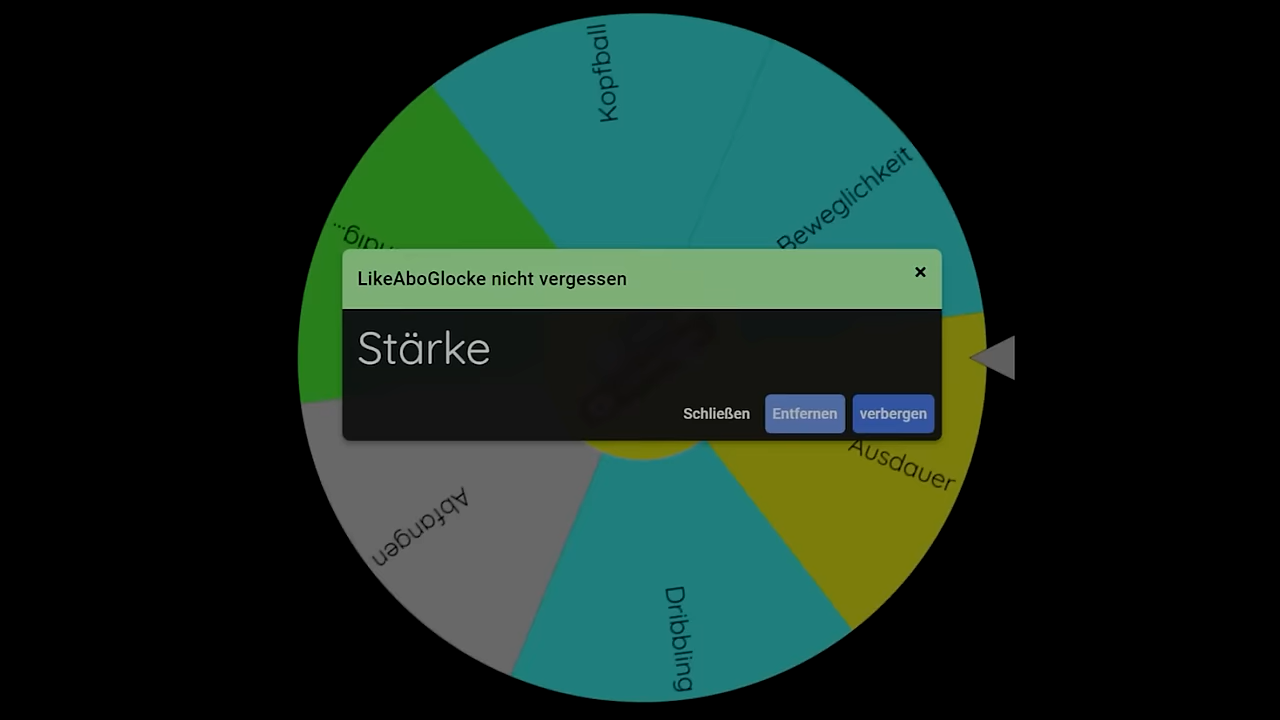 Kopfball
Beweglichkeit
LikeAboGlocke nicht vergessen
×
Stärke
Schließen
Entfernen
verbergen
Ausdauer
Abfangen
Dribbling